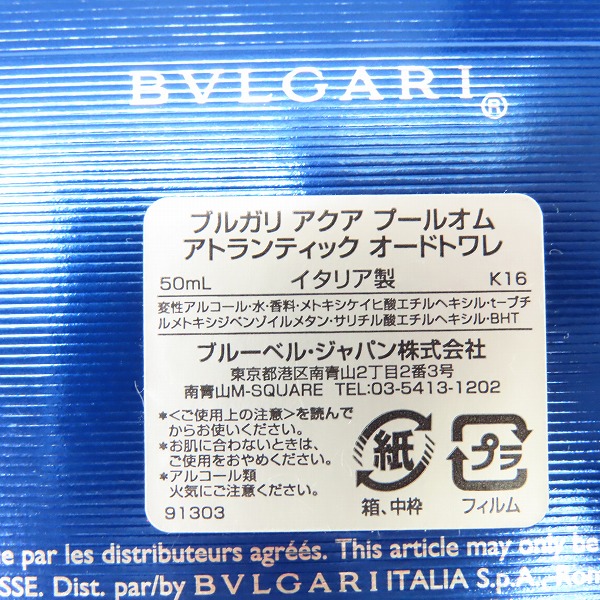 BVLGARI®
ブルガリ アクア プールオム
アトランティック オードトワレ
50mL イタリア製 K16
変性アルコール・水・香料・メトキシケイヒ酸エチルヘキシル・t-ブチ
ルメトキシジベンゾイルメタン・サリチル酸エチルヘキシル・BHT
ブルーベル・ジャパン株式会社
東京都港区南青山2丁目2番3号
南青山M-SQUARE TEL:03-5413-1202
*<ご使用上の注意>を読んで
からお使いください。
*お肌に合わないときは、
ご使用をおやめください。
*アルコール類
火気にご注意ください。
91303
紙
箱、中枠
プラ
フィルム
par les distributeurs agréés. This article may only be
SSE. Dist. par/by BVLGARI ITALIA S.p.A., Rom